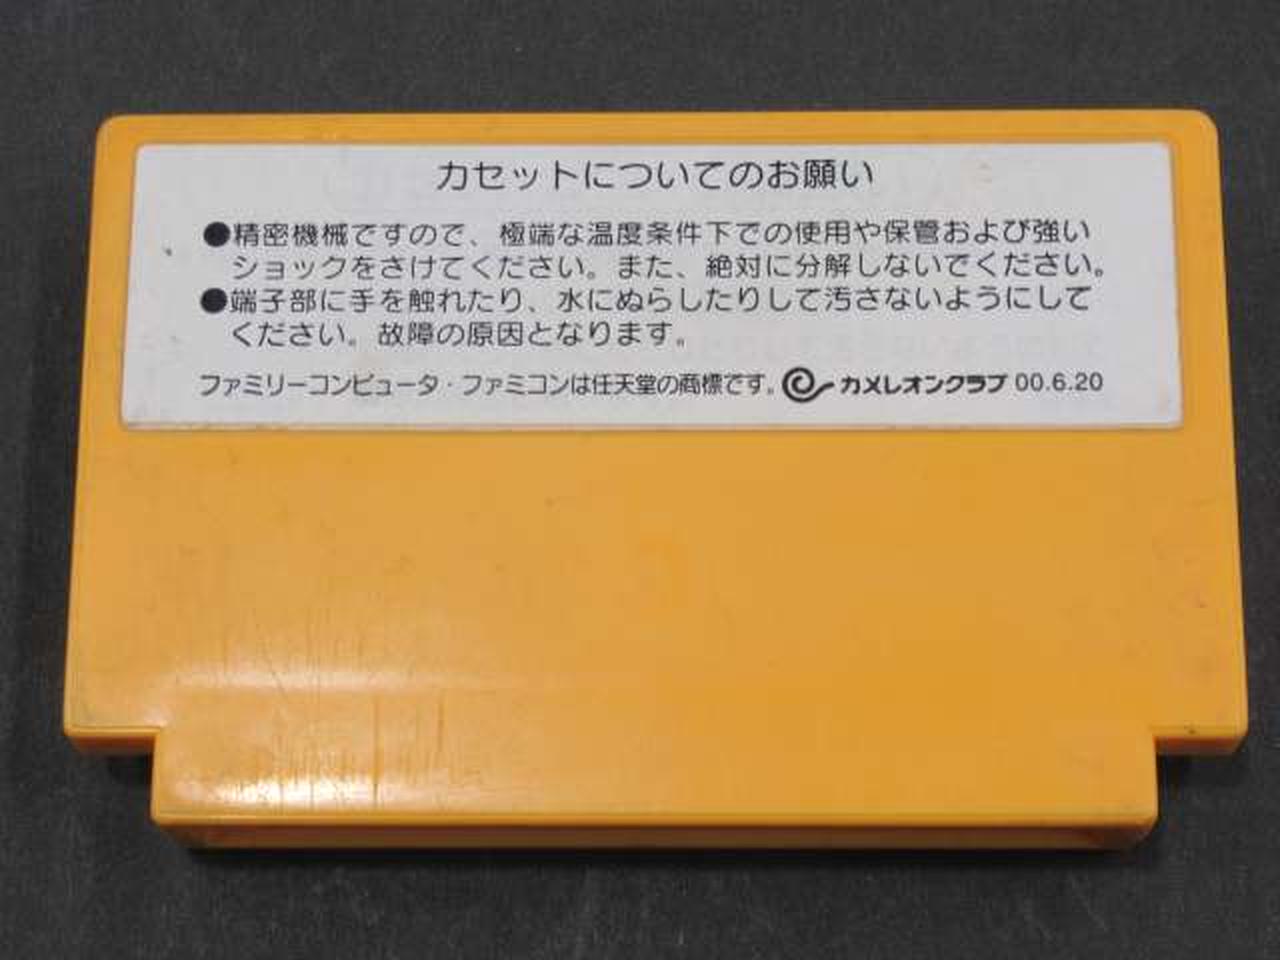 カセットについてのお願い
●精密機械ですので、極端な温度条件下での使用や保管および強い
ショックをさけてください。また、絶対に分解しないでください。
●端子部に手を触れたり、水にぬらしたりして汚さないようにして
ください。故障の原因となります。
ファミリーコンピュータ・ファミコンは任天堂の商標です。 カメレオンクラブ 00.6.20